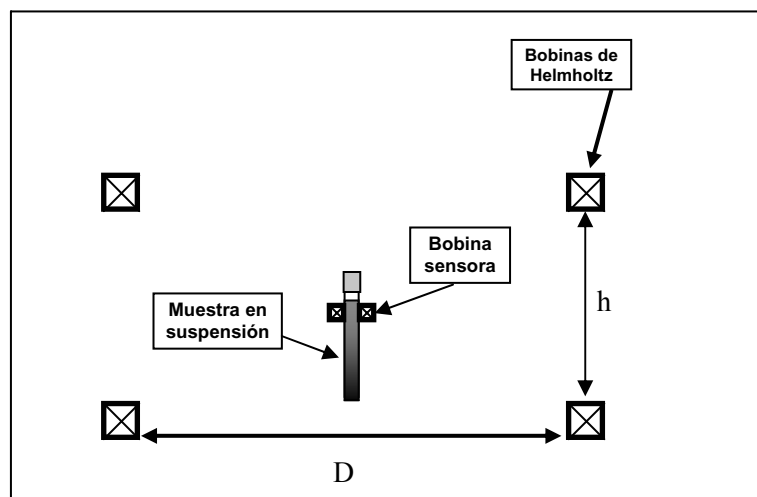 Bobinas de
Helmholtz
Bobina
sensora
Muestra en
suspensión
h
D